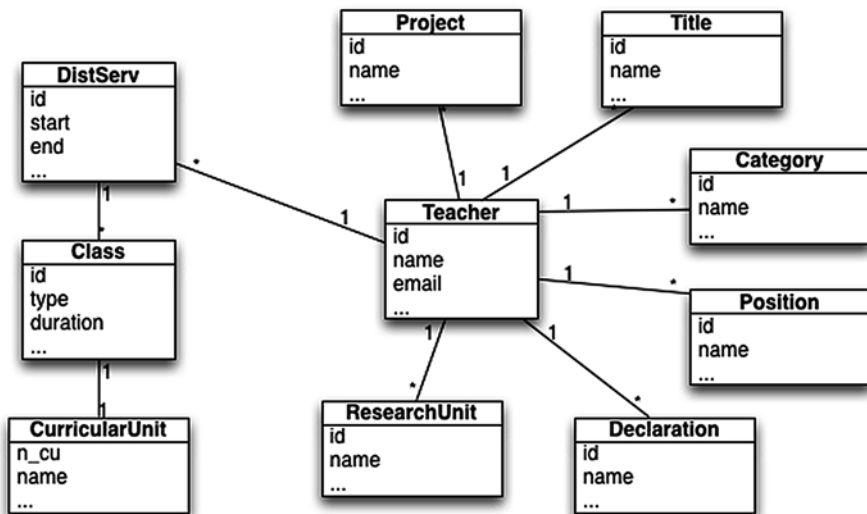 Project
id
name
...
Title
id
name
...
DistServ
id
start
end
...
Category
id
name
...
Teacher
id
name
email
...
Class
id
type
duration
...
Position
id
name
...
ResearchUnit
id
name
...
CurricularUnit
n_cu
name
...
Declaration
id
name
...
*
1
*
1
*
1
1
*
1
*
1
*
1
*
1
*
1
*
1
1